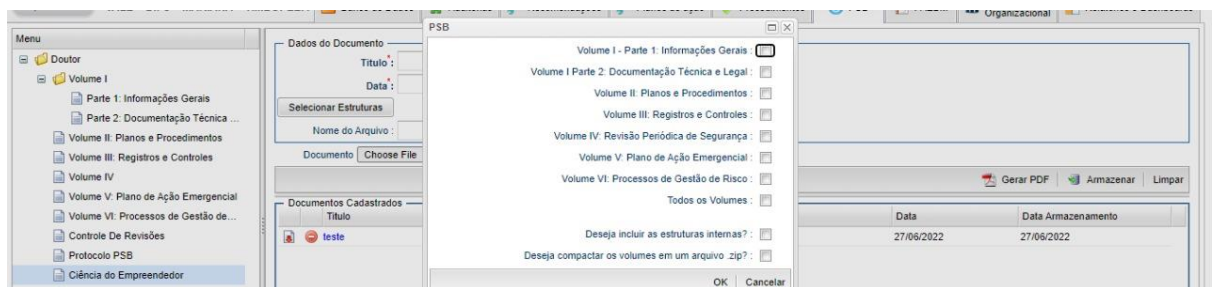 PSB
Organizacional
Menu
Doutor
Volume I
Parte 1: Informações Gerais
Parte 2: Documentação Técnica ...
Volume II: Planos e Procedimentos
Volume III: Registros e Controles
Volume IV
Volume V: Plano de Ação Emergencial
Volume VI: Processos de Gestão de...
Controle De Revisões
Protocolo PSB
Ciência do Empreendedor
Dados do Documento
Titulo*:
Data*:
Selecionar Estruturas
Nome do Arquivo :
Documento Choose File
Volume I - Parte 1: Informações Gerais :
Volume I Parte 2: Documentação Técnica e Legal :
Volume II: Planos e Procedimentos :
Volume III: Registros e Controles :
Volume IV: Revisão Periódica de Segurança :
Volume V: Plano de Ação Emergencial :
Volume VI: Processos de Gestão de Risco :
Todos os Volumes :
Deseja incluir as estruturas internas? :
Deseja compactar os volumes em um arquivo .zip? :
OK Cancelar
Gerar PDF Armazenar Limpar
Documentos Cadastrados
Titulo Data Data Armazenamento
teste 27/06/2022 27/06/2022